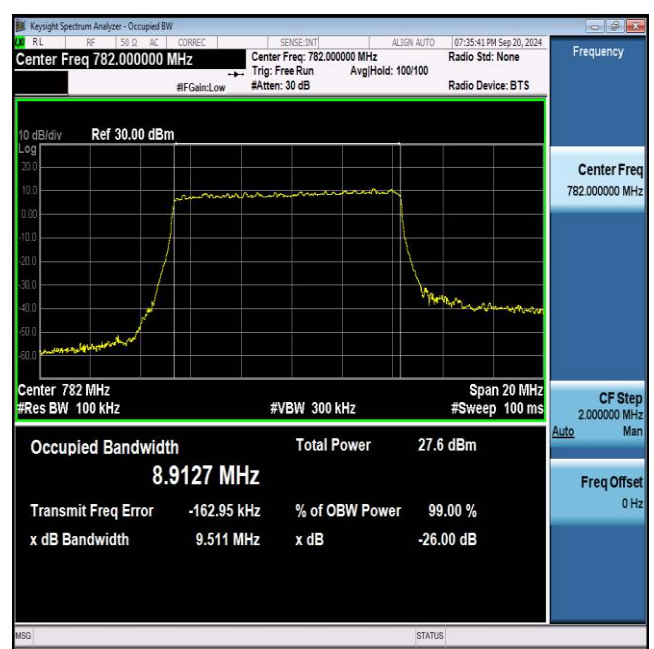 Keysight Spectrum Analyzer - Occupied BW
RL RF 50 Ω AC CORREC SENSE:INT ALIGN AUTO 07:35:41 PM Sep 20, 2024
Center Freq 782.000000 MHz
Center Freq: 782.000000 MHz
Radio Std: None
Trig: Free Run Avg|Hold: 100/100
#IFGain:Low #Atten: 30 dB Radio Device: BTS
10 dB/div Ref 30.00 dBm
Log
20.0
10.0
0.00
-10.0
-20.0
-30.0
-40.0
-50.0
-60.0
Center 782 MHz Span 20 MHz
#Res BW 100 kHz #VBW 300 kHz #Sweep 100 ms
Occupied Bandwidth Total Power 27.6 dBm
8.9127 MHz
Transmit Freq Error -162.95 kHz % of OBW Power 99.00 %
x dB Bandwidth 9.511 MHz x dB -26.00 dB
MSG STATUS
Frequency
Center Freq
782.000000 MHz
CF Step
2.000000 MHz
Auto Man
Freq Offset
0 Hz